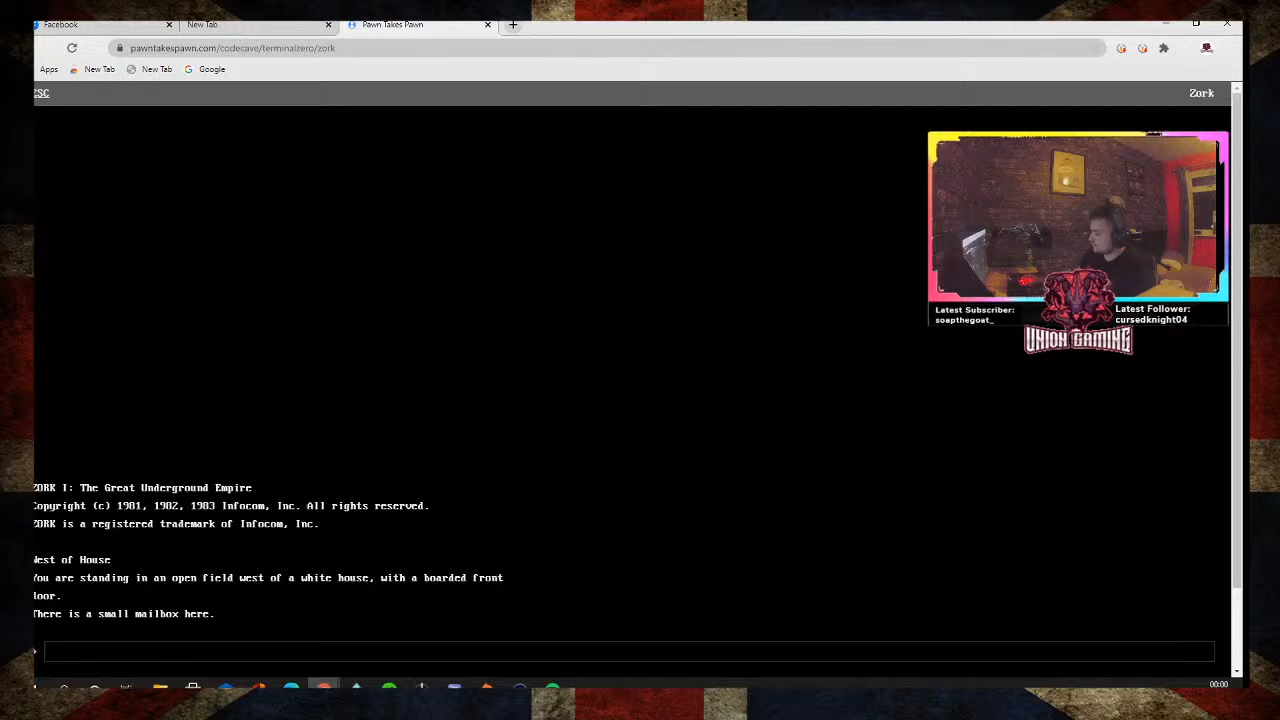 Facebook
New Tab
Pawn Takes Pawn
pawntakespawn.com/codecave/terminalzero/zork
Apps
New Tab
New Tab
Google
ESC
Zork
Latest Subscriber:
soapthegoat_
Latest Follower:
cursedknight04
UNION GAMING
ZORK I: The Great Underground Empire
Copyright (c) 1981, 1982, 1983 Infocom, Inc. All rights reserved.
ZORK is a registered trademark of Infocom, Inc.
West of House
You are standing in an open field west of a white house, with a boarded front
door.
There is a small mailbox here.
>
00:00